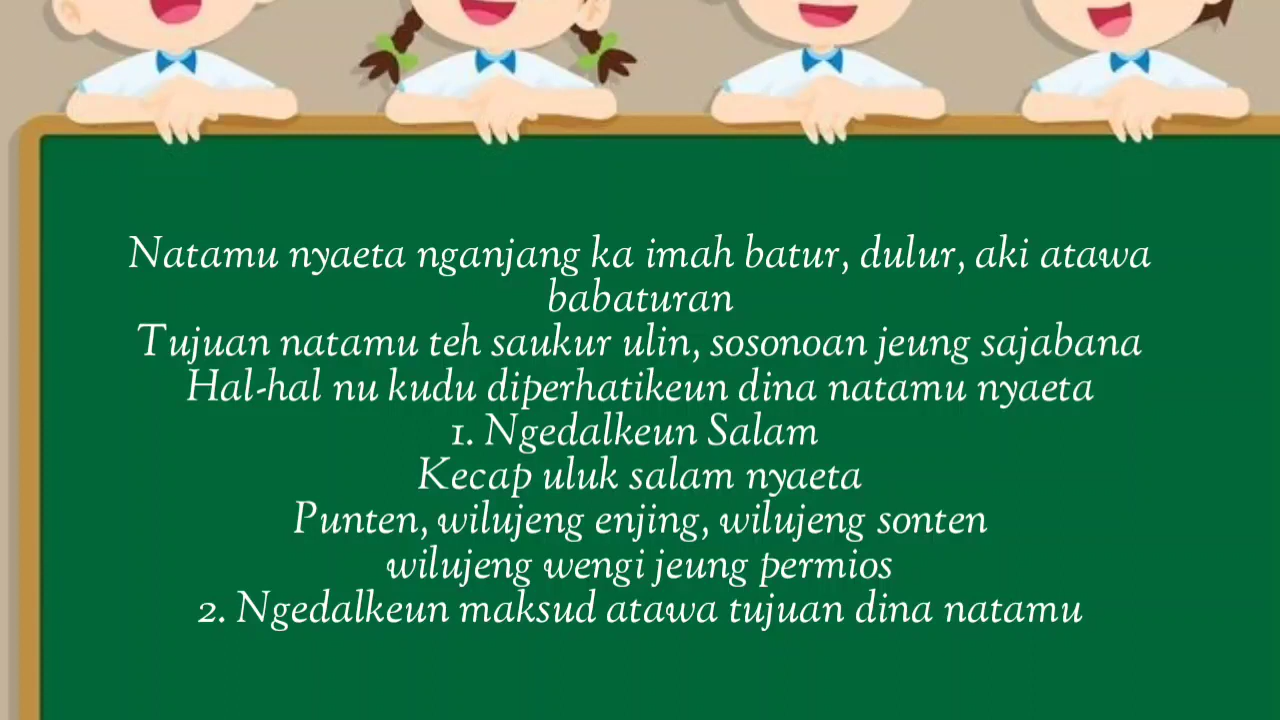 Natamu nyaeta nganjang ka imah batur, dulur, aki atawa
babaturan
Tujuan natamu teh saukur ulin, sosonoan jeung sajabana
Hal-hal nu kudu diperhatikeun dina natamu nyaeta
1. Ngedalkeun Salam
Kecap uluk salam nyaeta
Punten, wilujeng enjing, wilujeng sonten
wilujeng wengi jeung permios
2. Ngedalkeun maksud atawa tujuan dina natamu